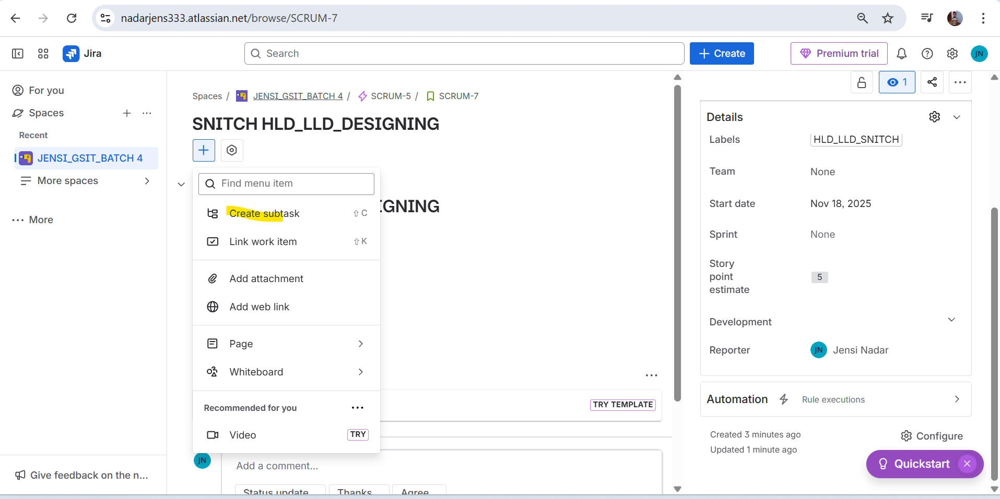 nadarjens333.atlassian.net/browse/SCRUM-7
Jira
Search
Create
Premium trial
JN
For you
Spaces
Recent
JENSI_GSIT_BATCH 4
More spaces
More
Give feedback on the n...
Spaces / JENSI_GSIT_BATCH 4 / SCRUM-5 / SCRUM-7
SNITCH HLD_LLD_DESIGNING
Find menu item
Create subtask ⇧ C
IGNING
Link work item ⇧ K
Add attachment
Add web link
Page
Whiteboard
Recommended for you
Video TRY
TRY TEMPLATE
JN
Add a comment...
Status update
Thanks
Agree
1
Details
Labels HLD_LLD_SNITCH
Team None
Start date Nov 18, 2025
Sprint None
Story
point
estimate
5
Development
Reporter JN Jensi Nadar
Automation Rule executions
Created 3 minutes ago
Updated 1 minute ago
Configure
Quickstart